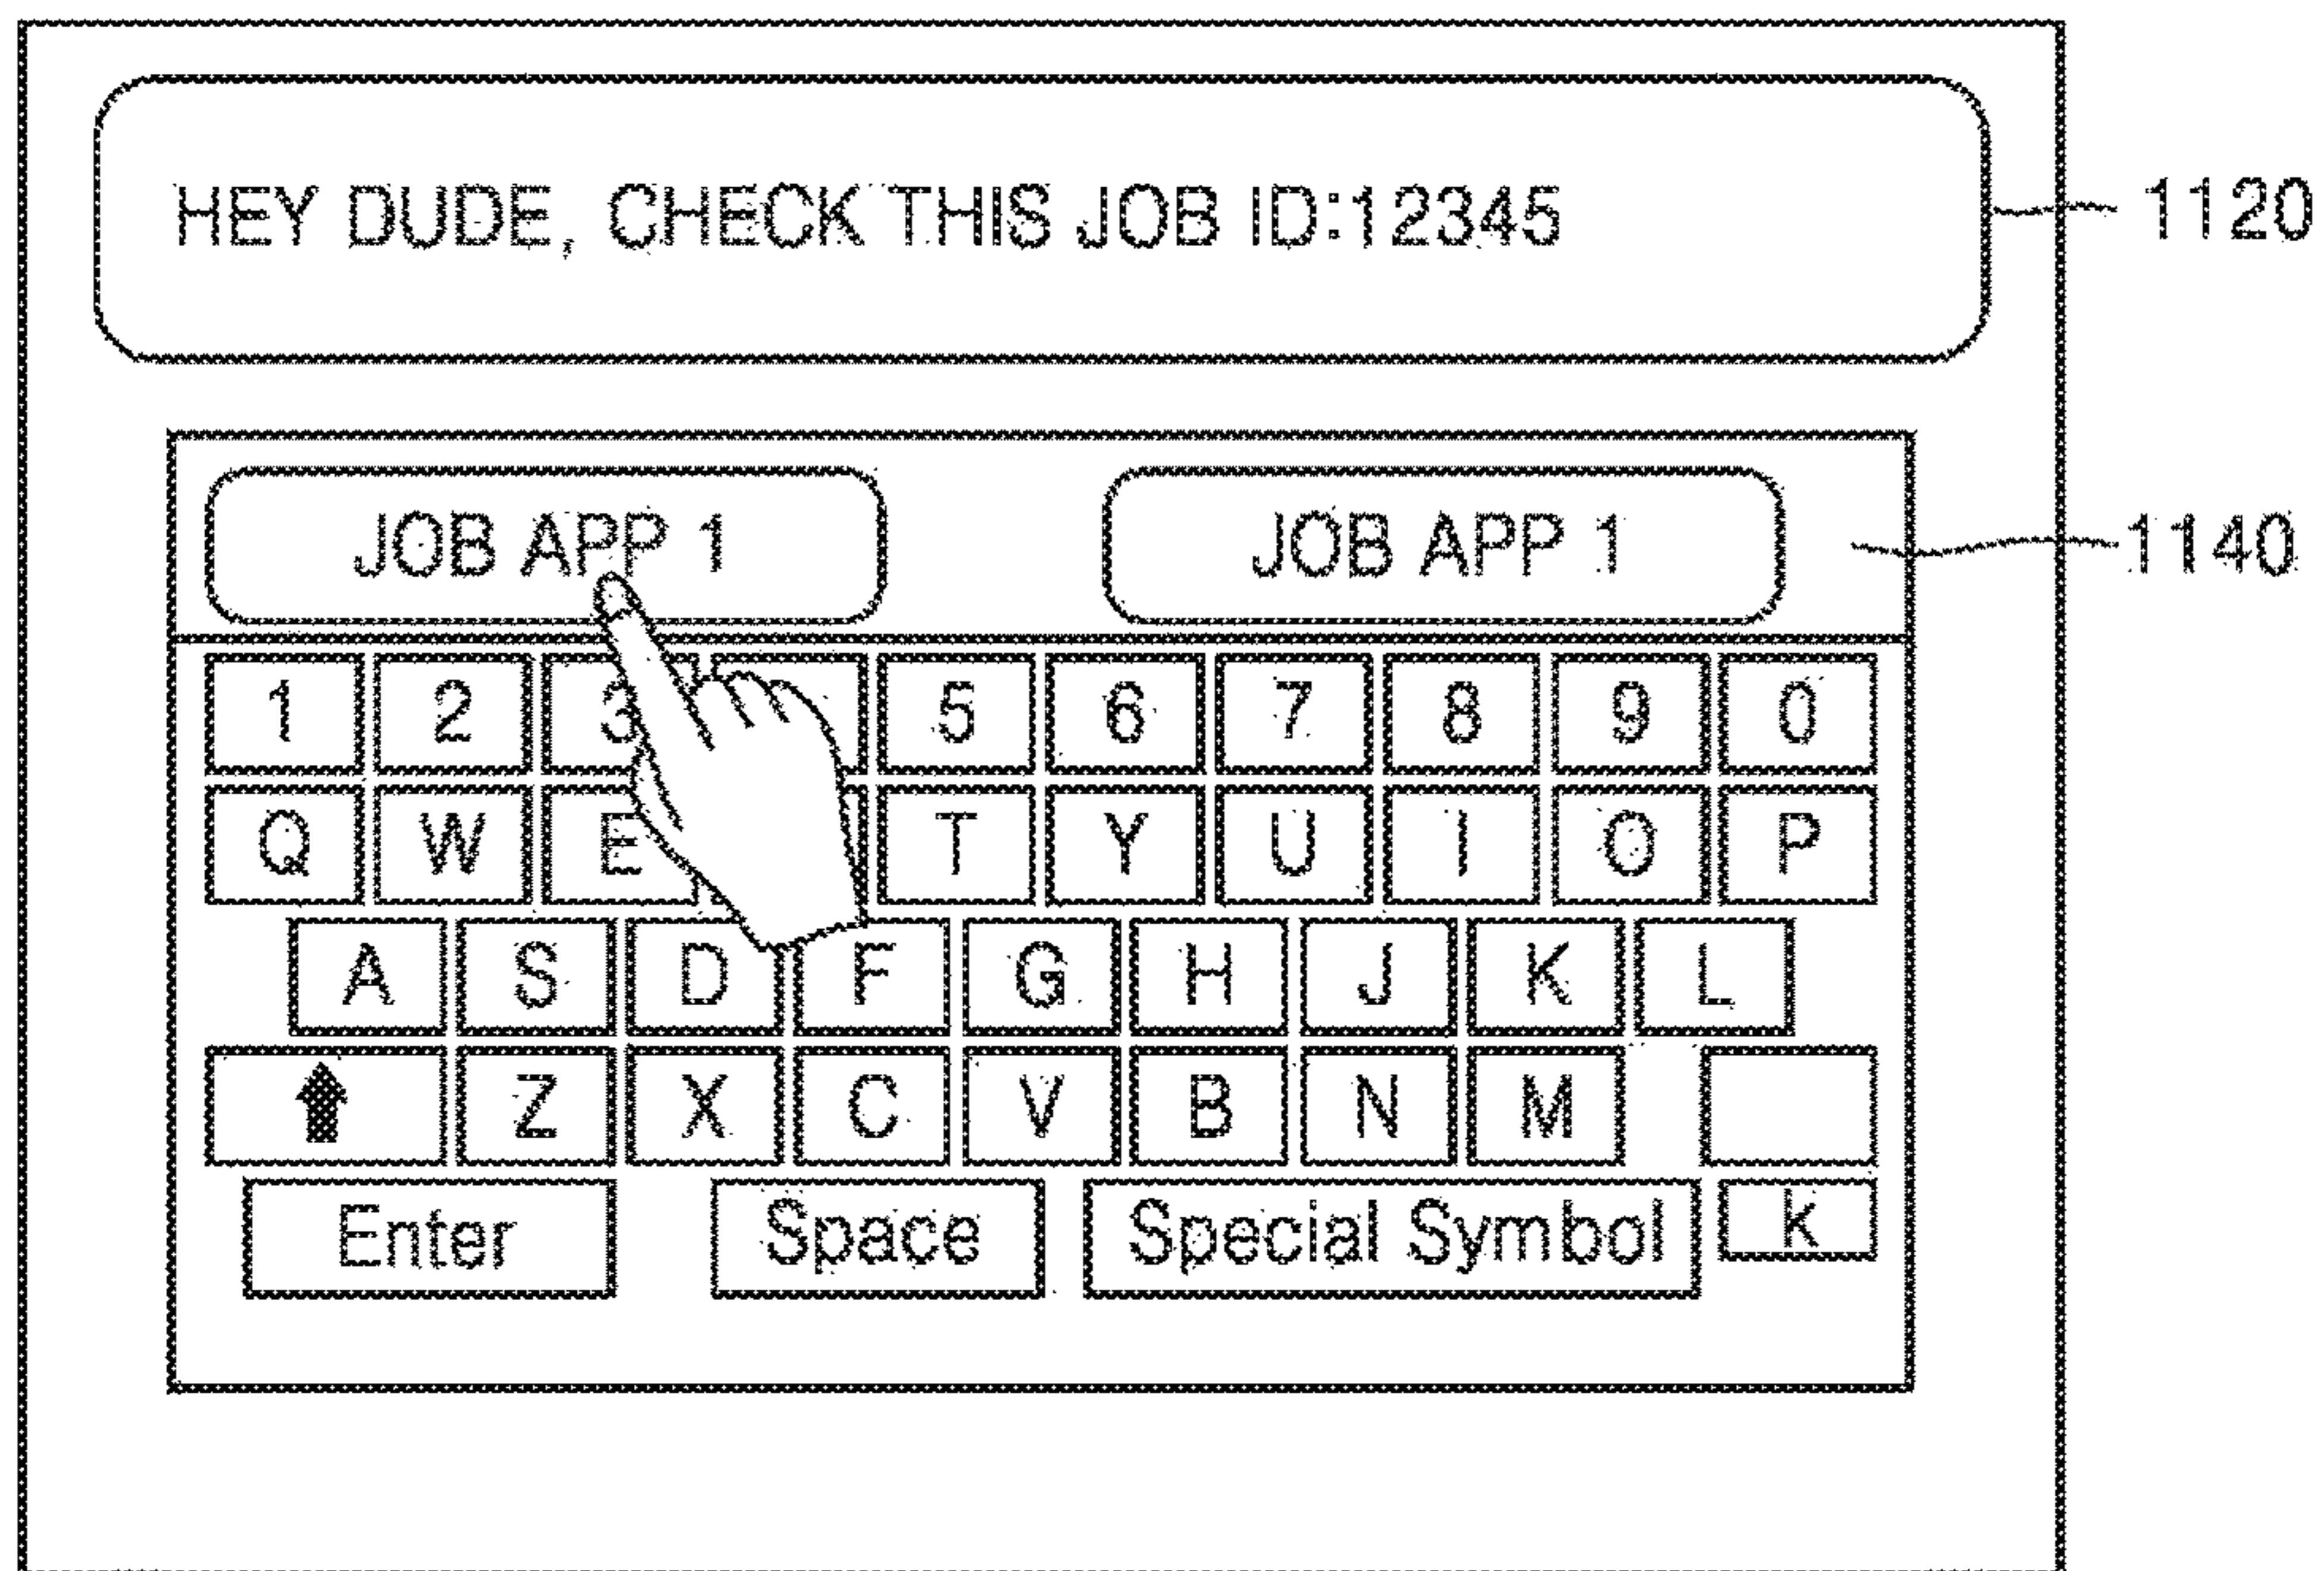 HEY DUDE, CHECK THIS JOB ID:12345
1120
JOB APP 1 JOB APP 1
1140
1 2 3 5 6 7 8 9 0
Q W E T Y U I O P
A S D F G H J K L
Z X C V B N M
Enter Space Special Symbol k